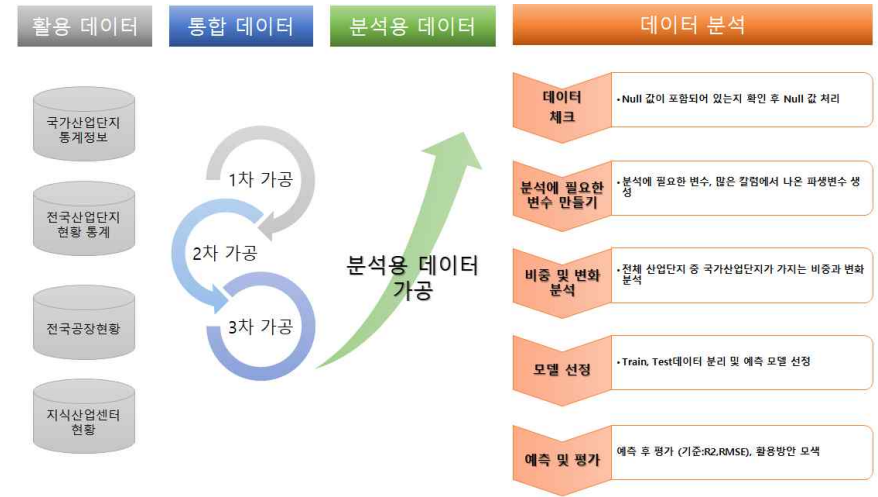 활용 데이터
통합 데이터
분석용 데이터
데이터 분석
국가산업단지
통계정보
전국산업단지
현황 통계
전국공장현황
지식산업센터
현황
1차 가공
2차 가공
3차 가공
분석용 데이터
가공
데이터
체크
•Null 값이 포함되어 있는지 확인 후 Null 값 처리
분석에 필요한
변수 만들기
•분석에 필요한 변수, 많은 칼럼에서 나온 파생변수 생
성
비중 및 변화
분석
•전체 산업단지 중 국가산업단지가 가지는 비중과 변화
분석
모델 선정
•Train, Test데이터 분리 및 예측 모델 선정
예측 및 평가
예측 후 평가 (기준:R2,RMSE), 활용방안 모색